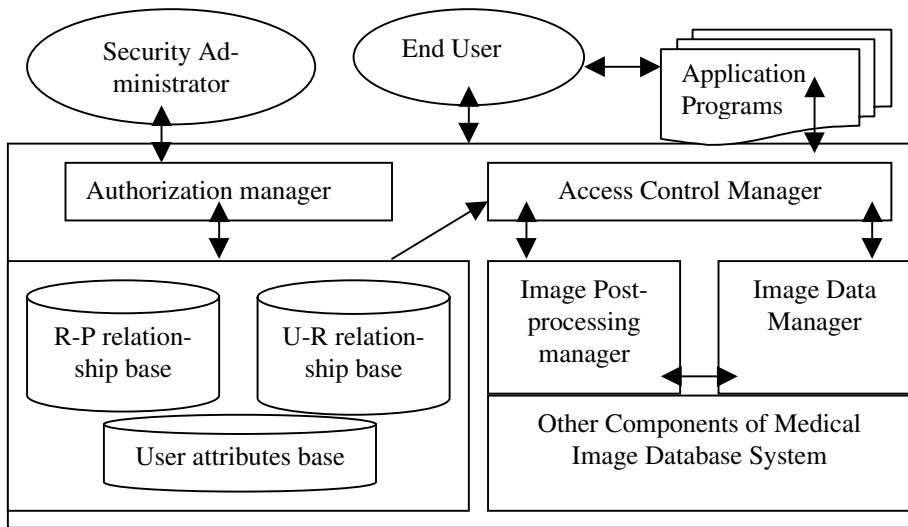 Security Ad-
ministrator
End User
Application
Programs
Authorization manager
Access Control Manager
R-P relation-
ship base
U-R relation-
ship base
User attributes base
Image Post-
processing
manager
Image Data
Manager
Other Components of Medical
Image Database System